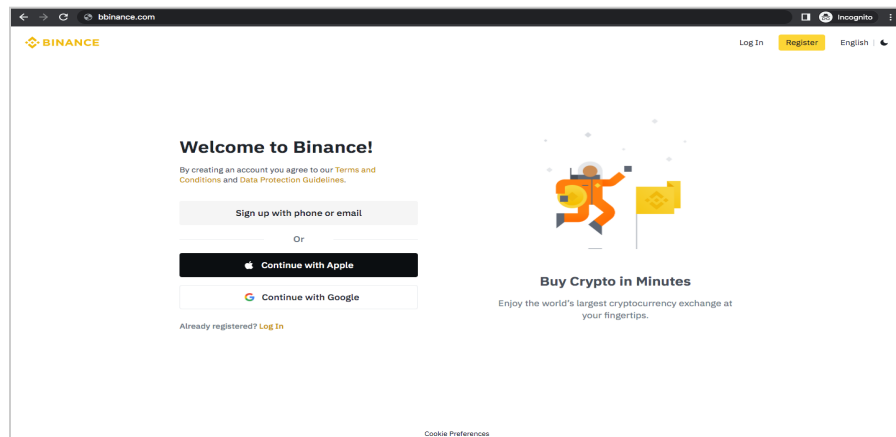 bbinance.com
Incognito
BINANCE
Log In
Register
English
Welcome to Binance!
By creating an account you agree to our Terms and
Conditions and Data Protection Guidelines.
Sign up with phone or email
Or
Continue with Apple
Continue with Google
Already registered? Log In
Buy Crypto in Minutes
Enjoy the world's largest cryptocurrency exchange at
your fingertips.
Cookie Preferences